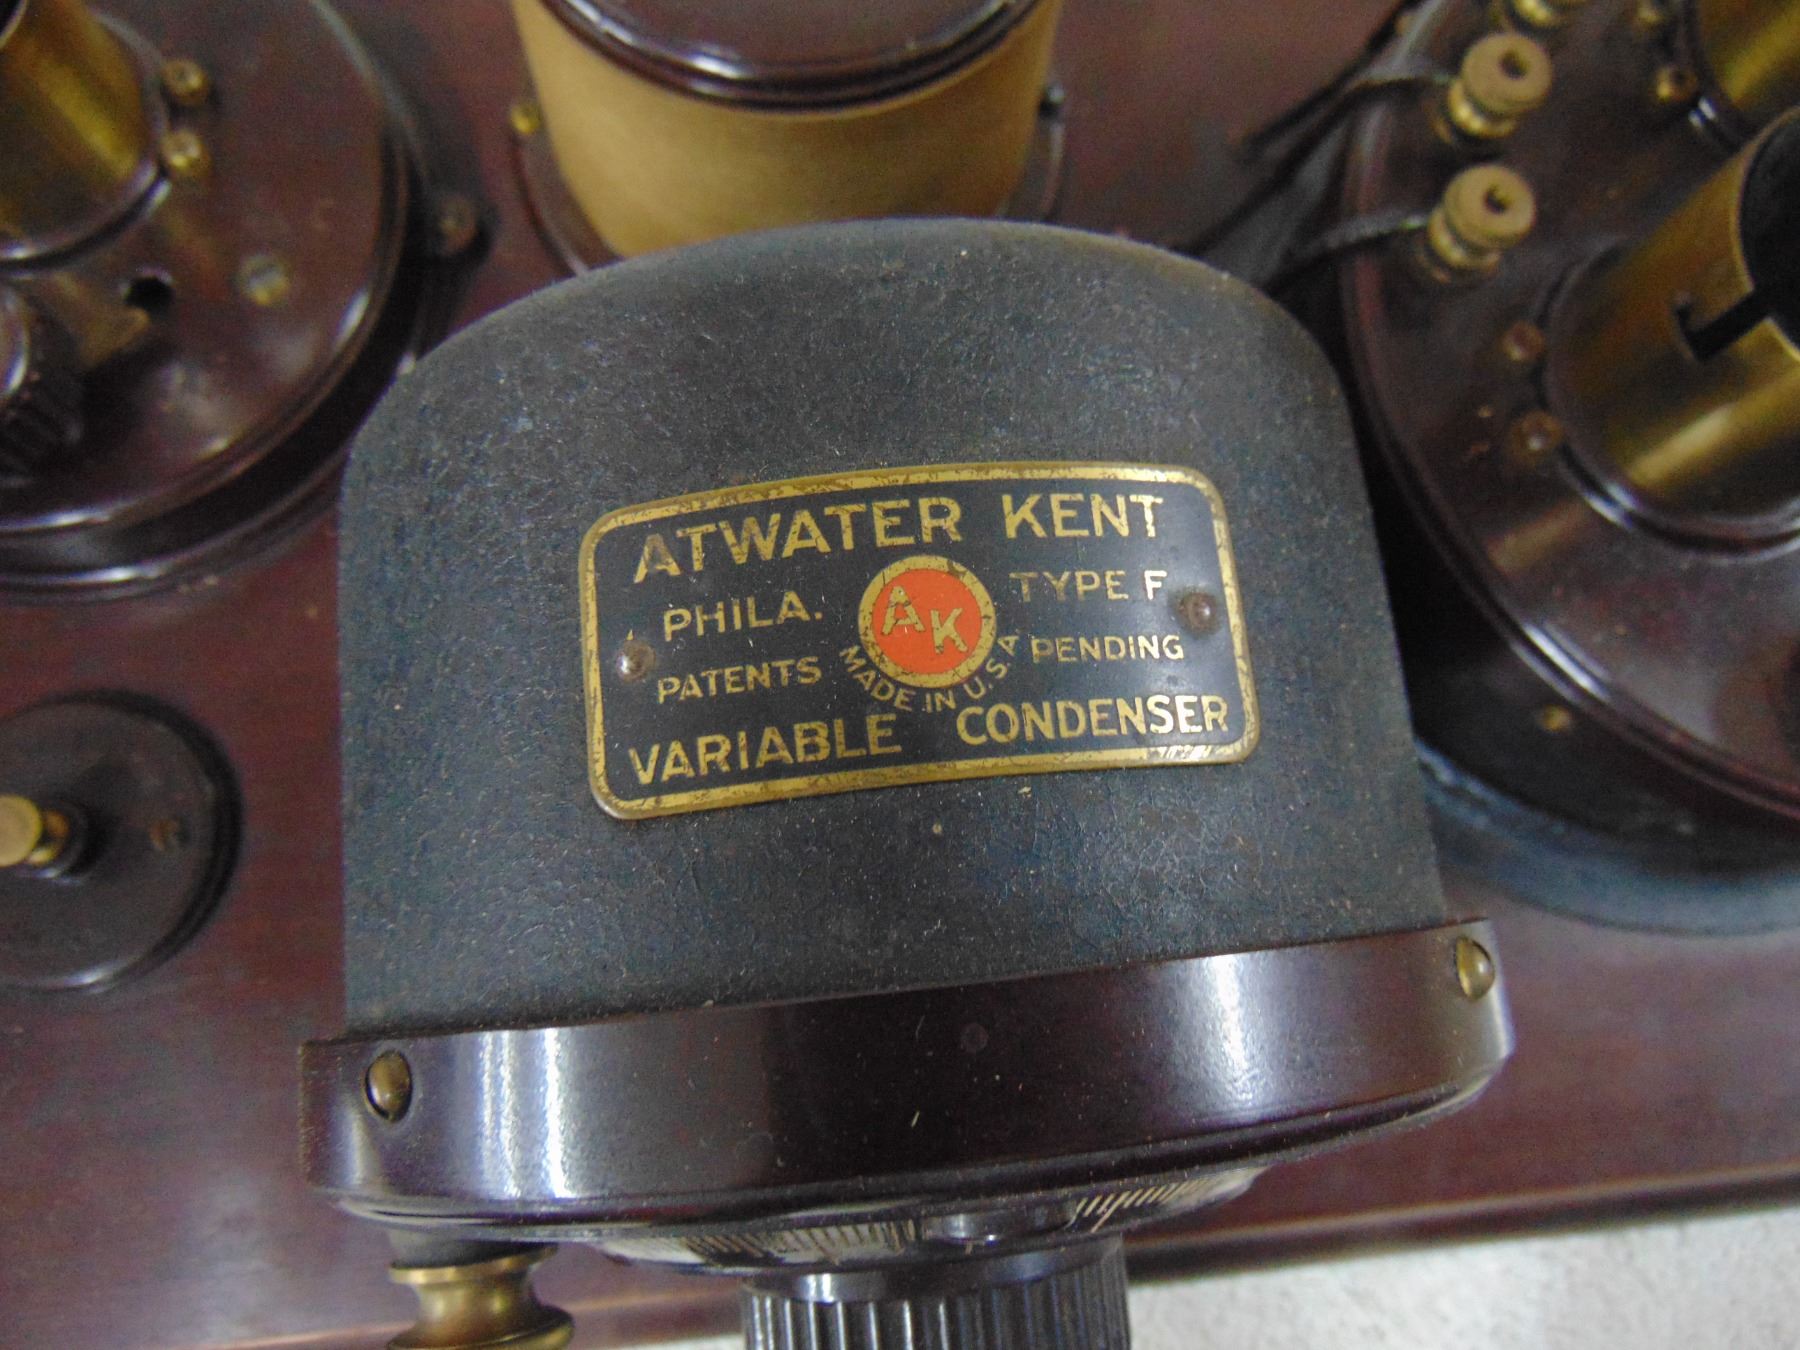 ATWATER KENT
PHILA. AK TYPE F
PATENTS MADE IN U.S.A PENDING
VARIABLE CONDENSER